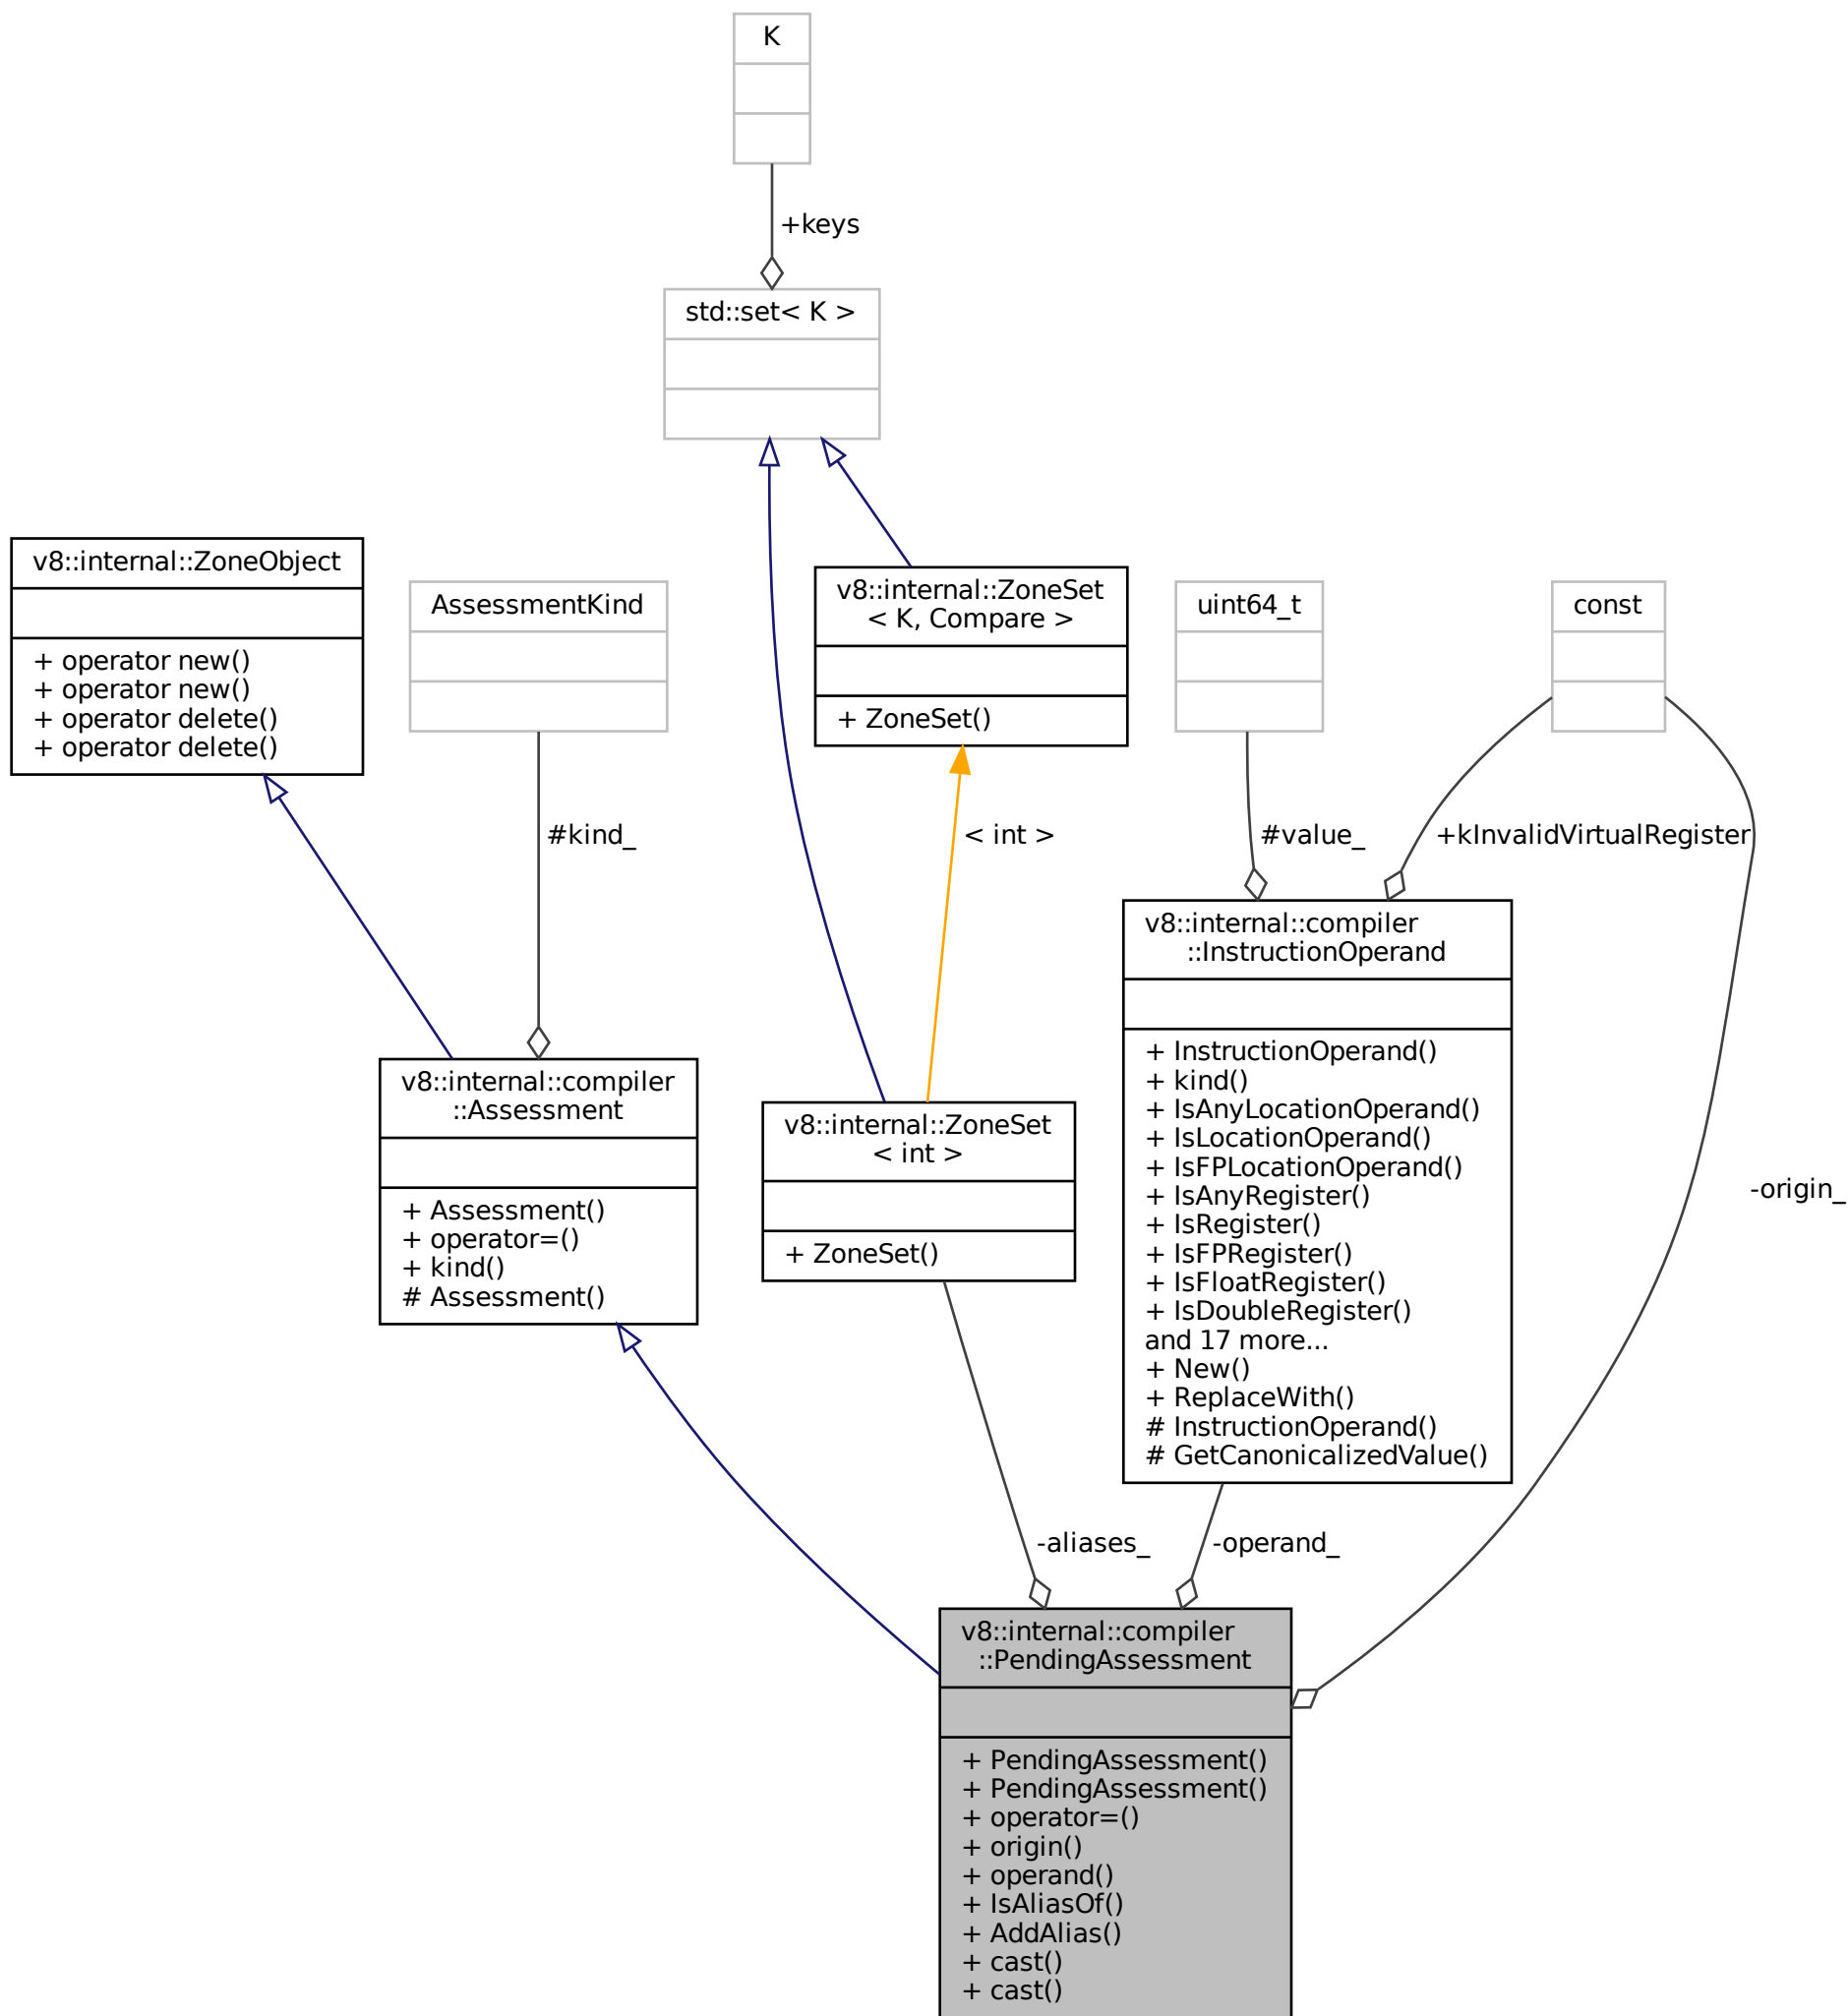 K
+keys
std::set< K >
v8::internal::ZoneObject
+ operator new()
+ operator new()
+ operator delete()
+ operator delete()
AssessmentKind
v8::internal::ZoneSet
< K, Compare >
+ ZoneSet()
uint64_t
const
#kind_
< int >
#value_
+kInvalidVirtualRegister
v8::internal::compiler
::Assessment
+ Assessment()
+ operator=()
+ kind()
# Assessment()
v8::internal::ZoneSet
< int >
+ ZoneSet()
v8::internal::compiler
::InstructionOperand
+ InstructionOperand()
+ kind()
+ IsAnyLocationOperand()
+ IsLocationOperand()
+ IsFPLocationOperand()
+ IsAnyRegister()
+ IsRegister()
+ IsFPRegister()
+ IsFloatRegister()
+ IsDoubleRegister()
and 17 more...
+ New()
+ ReplaceWith()
# InstructionOperand()
# GetCanonicalizedValue()
-origin_
-aliases_
-operand_
v8::internal::compiler
::PendingAssessment
+ PendingAssessment()
+ PendingAssessment()
+ operator=()
+ origin()
+ operand()
+ IsAliasOf()
+ AddAlias()
+ cast()
+ cast()